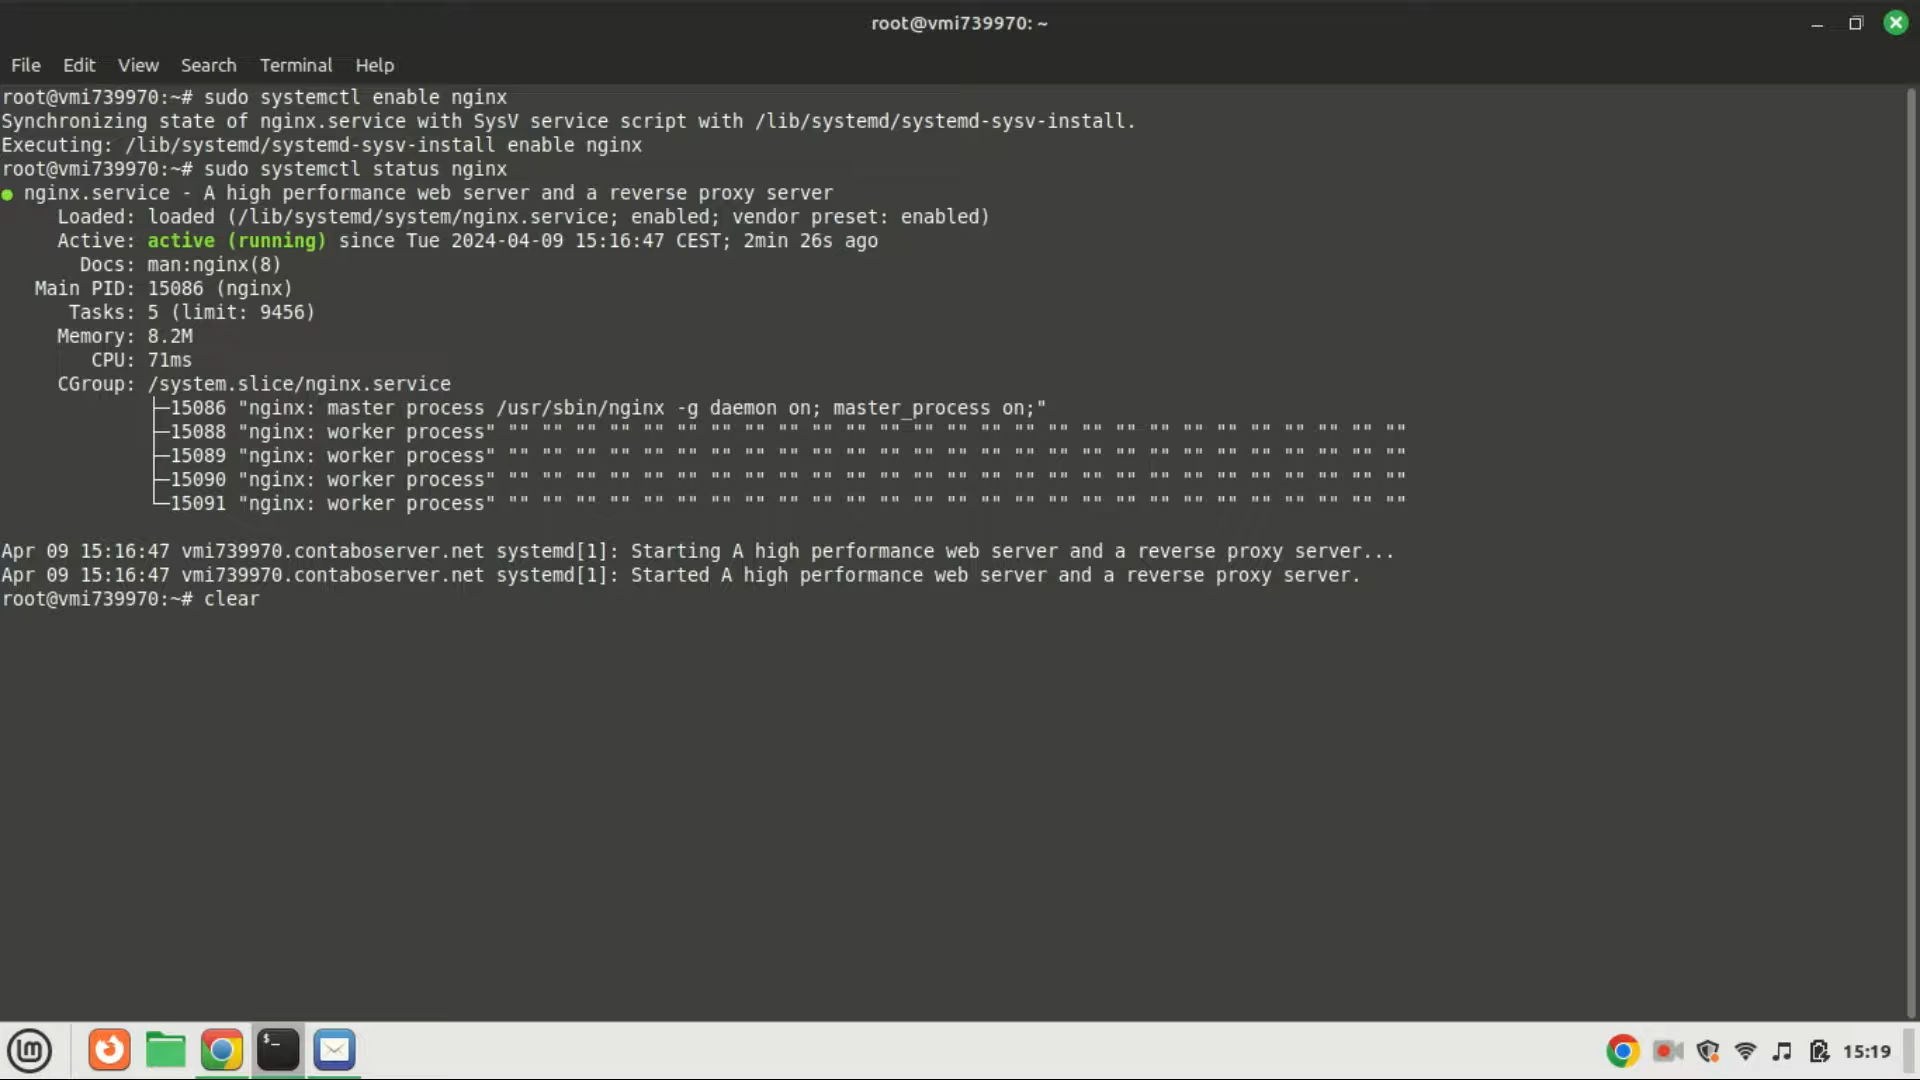 root@vmi739970: ~
File Edit View Search Terminal Help
root@vmi739970:~# sudo systemctl enable nginx
Synchronizing state of nginx.service with SysV service script with /lib/systemd/systemd-sysv-install.
Executing: /lib/systemd/systemd-sysv-install enable nginx
root@vmi739970:~# sudo systemctl status nginx
● nginx.service - A high performance web server and a reverse proxy server
     Loaded: loaded (/lib/systemd/system/nginx.service; enabled; vendor preset: enabled)
     Active: active (running) since Tue 2024-04-09 15:16:47 CEST; 2min 26s ago
       Docs: man:nginx(8)
   Main PID: 15086 (nginx)
      Tasks: 5 (limit: 9456)
     Memory: 8.2M
        CPU: 71ms
     CGroup: /system.slice/nginx.service
             ├─15086 "nginx: master process /usr/sbin/nginx -g daemon on; master_process on;"
             ├─15088 "nginx: worker process" "" "" "" "" "" "" "" "" "" "" "" "" "" "" "" "" "" "" "" "" "" "" "" "" "" "" ""
             ├─15089 "nginx: worker process" "" "" "" "" "" "" "" "" "" "" "" "" "" "" "" "" "" "" "" "" "" "" "" "" "" "" ""
             ├─15090 "nginx: worker process" "" "" "" "" "" "" "" "" "" "" "" "" "" "" "" "" "" "" "" "" "" "" "" "" "" "" ""
             └─15091 "nginx: worker process" "" "" "" "" "" "" "" "" "" "" "" "" "" "" "" "" "" "" "" "" "" "" "" "" "" "" ""
Apr 09 15:16:47 vmi739970.contaboserver.net systemd[1]: Starting A high performance web server and a reverse proxy server...
Apr 09 15:16:47 vmi739970.contaboserver.net systemd[1]: Started A high performance web server and a reverse proxy server.
root@vmi739970:~# clear
$_
15:19